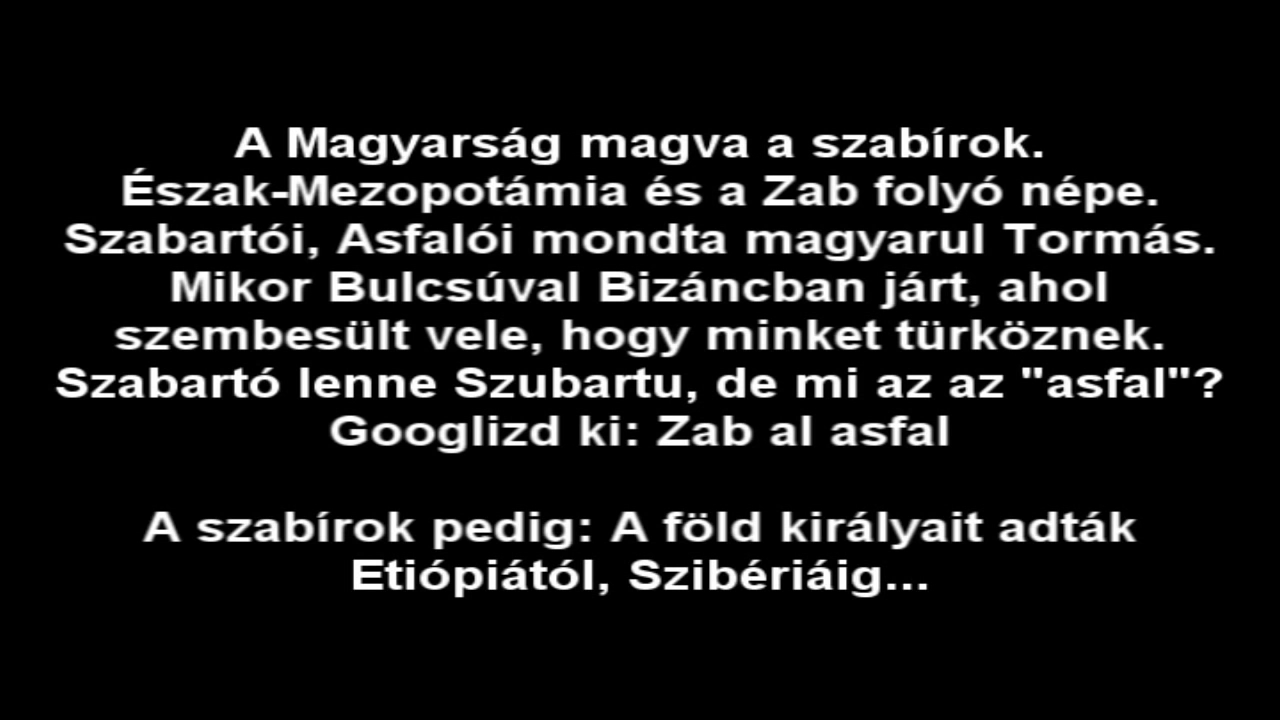 A Magyarság magva a szabírok.
Észak-Mezopotámia és a Zab folyó népe.
Szabartói, Asfalói mondta magyarul Tormás.
Mikor Bulcsúval Bizáncban járt, ahol
szembesült vele, hogy minket türköznek.
Szabartó lenne Szubartu, de mi az az "asfal"?
Googlizd ki: Zab al asfal
A szabírok pedig: A föld királyait adták
Etiópiától, Szibériáig...